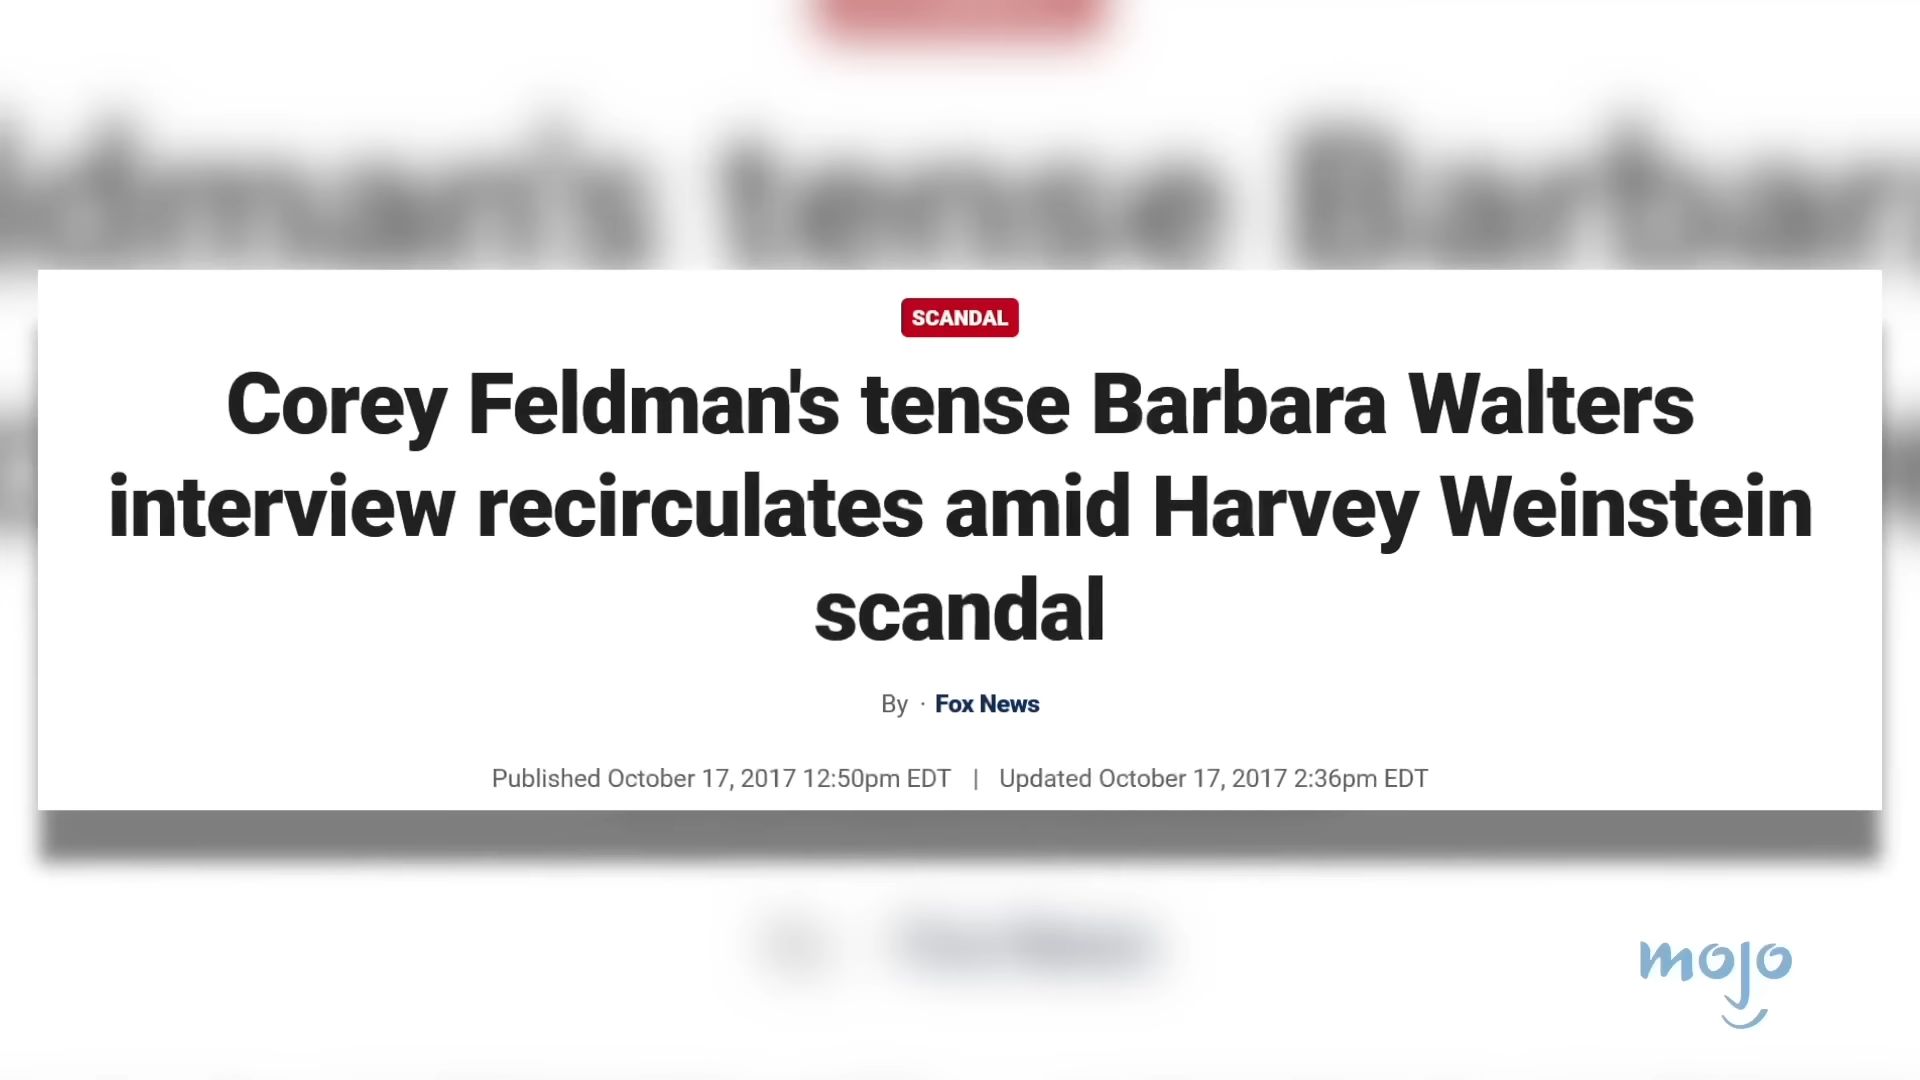 SCANDAL
Corey Feldman's tense Barbara Walters
interview recirculates amid Harvey Weinstein
scandal
By · Fox News
Published October 17, 2017 12:50pm EDT | Updated October 17, 2017 2:36pm EDT
mojo